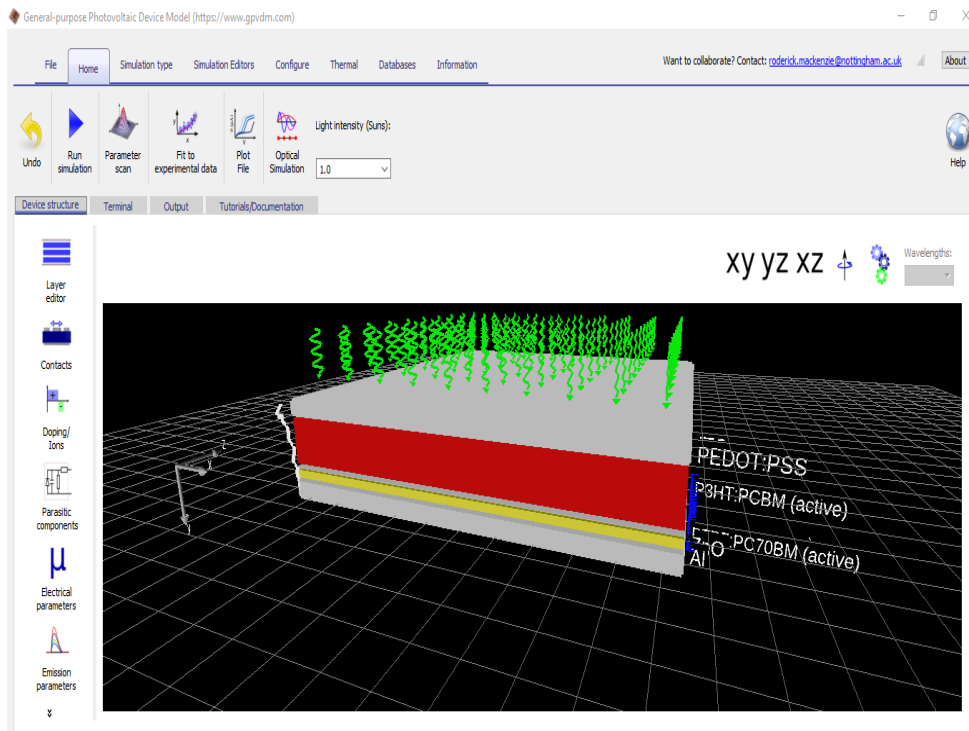 General-purpose Photovoltaic Device Model (https://www.gpvdm.com)
File Home Simulation type Simulation Editors Configure Thermal Databases Information
Want to collaborate? Contact: roderick.mackenzie@nottingham.ac.uk
About
Undo
Run
simulation
Parameter
scan
Fit to
experimental data
Plot
File
Optical
Simulation
Light intensity (Suns):
1.0
Help
Device structure Terminal Output Tutorials/Documentation
xy yz xz
Wavelengths:
Layer
editor
Contacts
Doping/
Ions
Parasitic
components
μ
Electrical
parameters
Emission
parameters
PEDOT:PSS
P3HT:PCBM (active)
:PC70BM (active)
Al